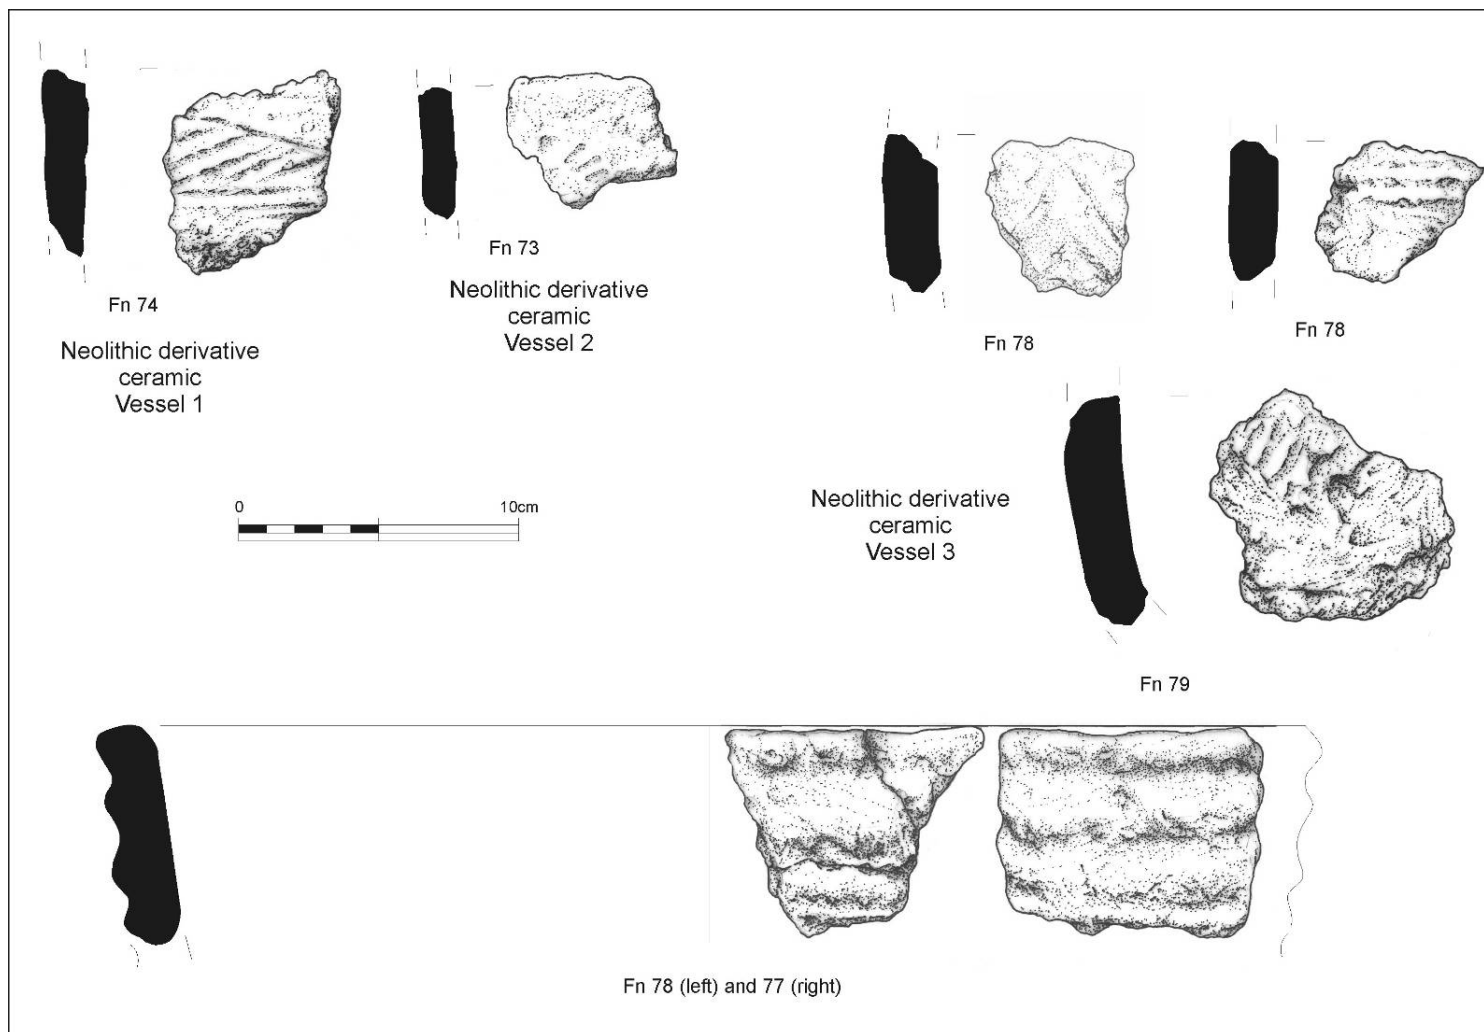 Fn 74
Neolithic derivative
ceramic
Vessel 1
Fn 73
Neolithic derivative
ceramic
Vessel 2
Fn 78
Fn 78
0 10cm
Neolithic derivative
ceramic
Vessel 3
Fn 79
Fn 78 (left) and 77 (right)